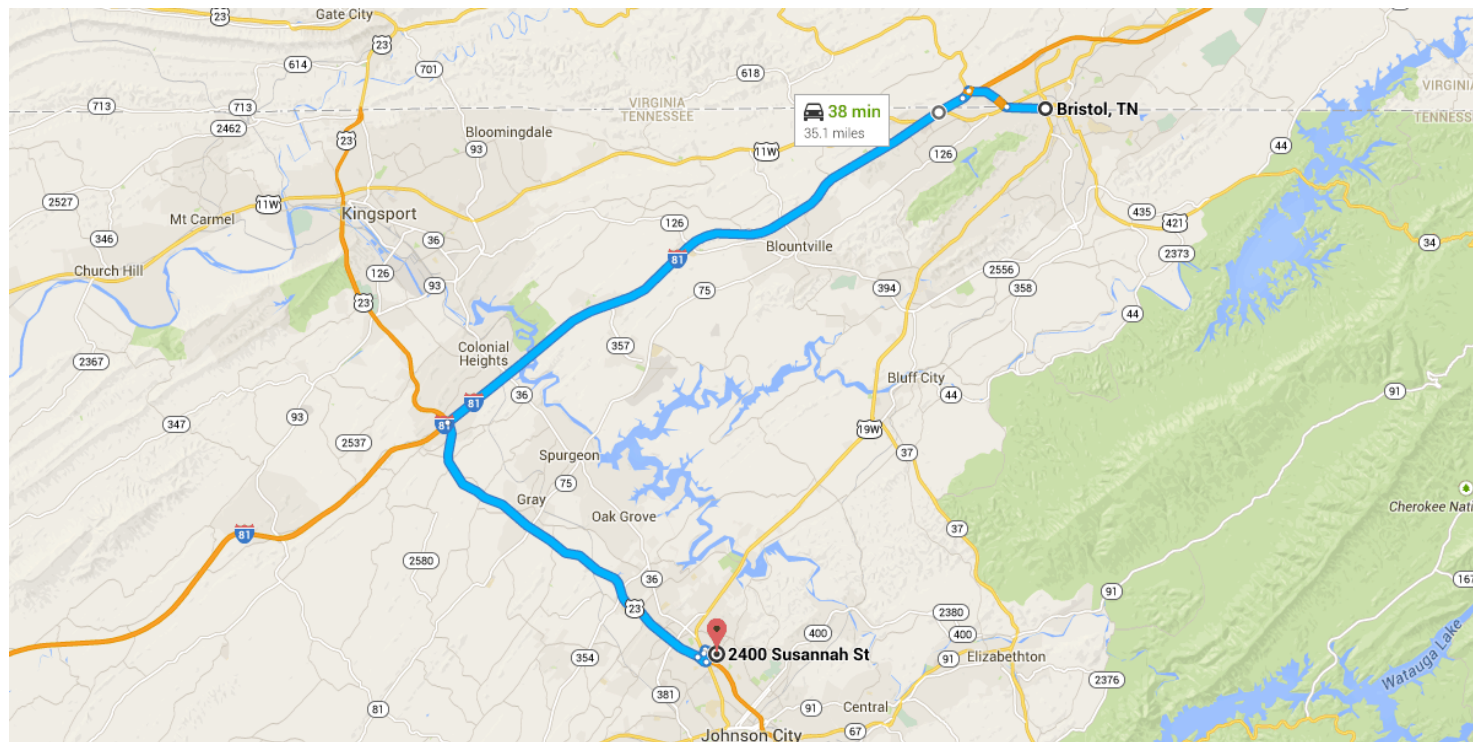 23
Gate City
23
23
614
701
618
VIRGINIA
TENNESSEE
38 min
35.1 miles
Bristol, TN
VIRGINIA
TENNESS
713
713
2462
23
Bloomingdale
93
11W
126
44
2527
Mt Carmel
11W
Kingsport
36
126
435
421
346
Church Hill
126
93
81
Blountville
2556
2373
34
23
75
394
358
44
2367
Colonial
Heights
357
Bluff City
44
91
93
347
81
36
2537
81
19W
37
Spurgeon
75
Gray
Oak Grove
Cherokee Nati
81
37
2580
36
167
23
2380
91
400
400
2400 Susannah St
354
91
Elizabethton
2376
Watauga Lake
381
81
91
Central
67
Johnson City